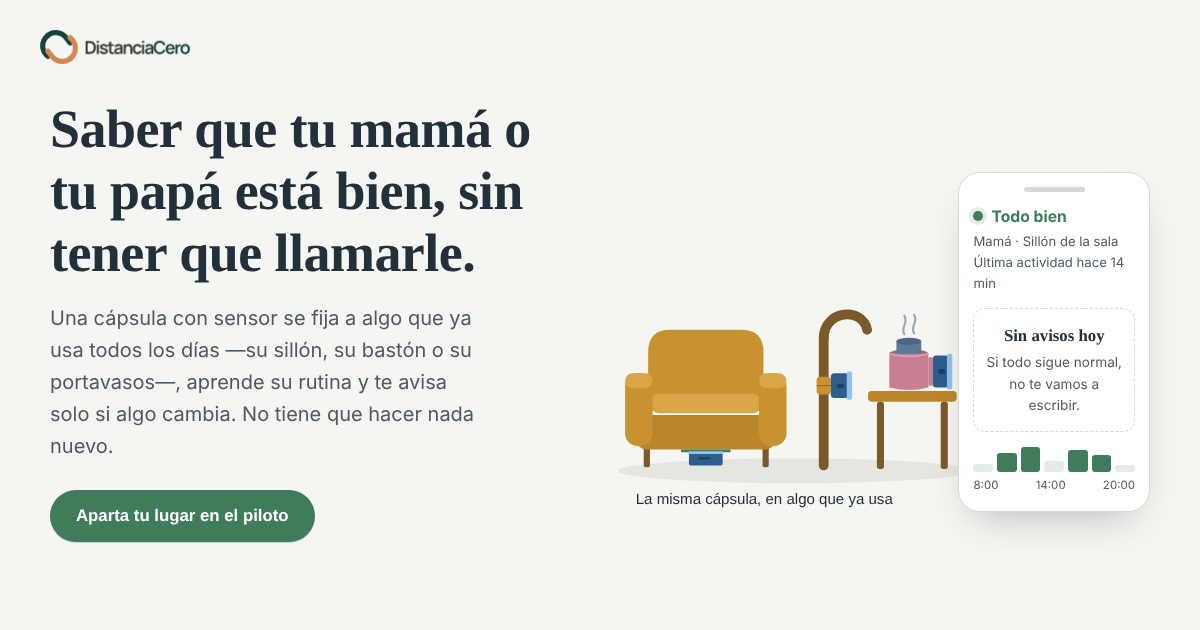 DistanciaCero
Saber que tu mamá o
tu papá está bien, sin
tener que llamarle.
Una cápsula con sensor se fija a algo que ya
usa todos los días —su sillón, su bastón o su
portavasos—, aprende su rutina y te avisa
solo si algo cambia. No tiene que hacer nada
nuevo.
Aparta tu lugar en el piloto
La misma cápsula, en algo que ya usa
Todo bien
Mamá · Sillón de la sala
Última actividad hace 14
min
Sin avisos hoy
Si todo sigue normal,
no te vamos a
escribir.
8:00 14:00 20:00